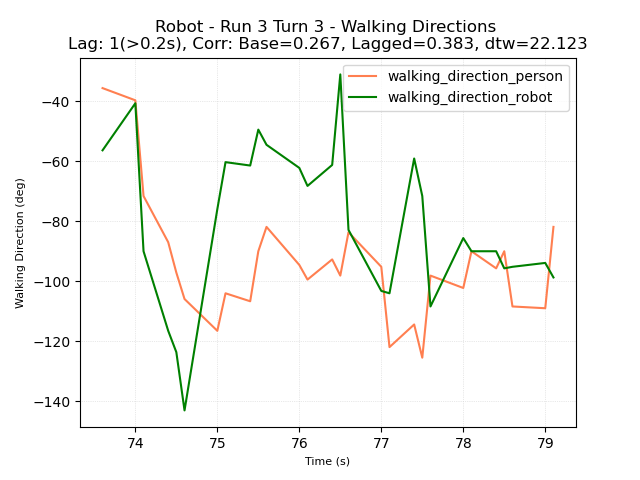 Robot - Run 3 Turn 3 - Walking Directions
Lag: 1(>0.2s), Corr: Base=0.267, Lagged=0.383, dtw=22.123
walking_direction_person
walking_direction_robot
Walking Direction (deg)
−40
−60
−80
−100
−120
−140
74 75 76 77 78 79
Time (s)